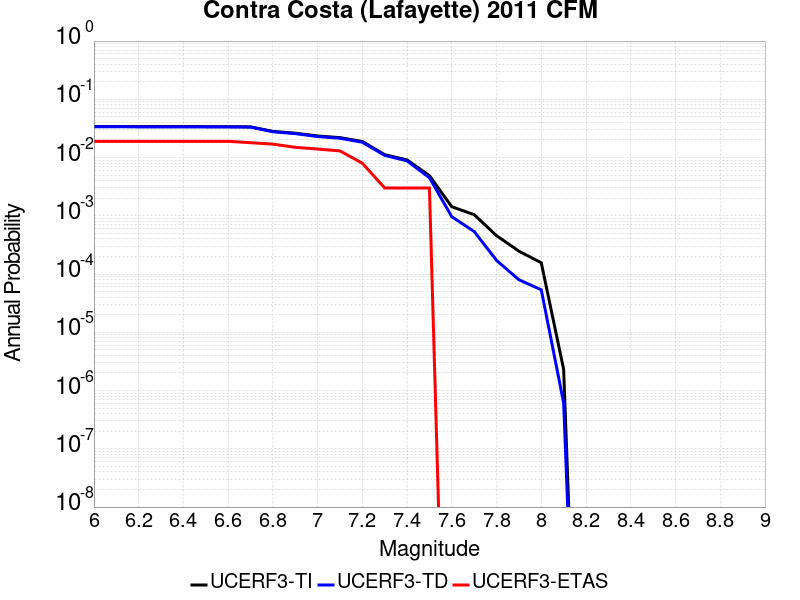 Contra Costa (Lafayette) 2011 CFM
Annual Probability
10^0
10^-1
10^-2
10^-3
10^-4
10^-5
10^-6
10^-7
10^-8
6 6.2 6.4 6.6 6.8 7 7.2 7.4 7.6 7.8 8 8.2 8.4 8.6 8.8 9
Magnitude
UCERF3-TI UCERF3-TD UCERF3-ETAS